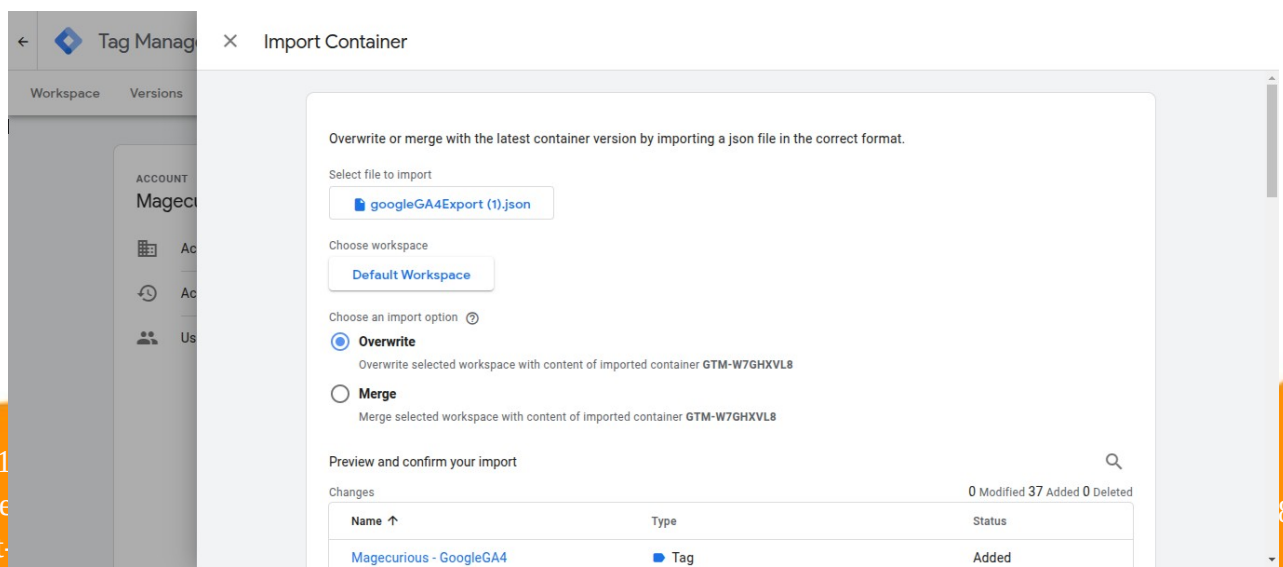 Tag Manag
Import Container
Workspace Versions
Overwrite or merge with the latest container version by importing a json file in the correct format.
ACCOUNT
Magecu
Select file to import
googleGA4Export (1).json
Ac
Choose workspace
Default Workspace
Ac
Choose an import option
Us
Overwrite
Overwrite selected workspace with content of imported container GTM-W7GHXVL8
Merge
Merge selected workspace with content of imported container GTM-W7GHXVL8
Preview and confirm your import
Changes 0 Modified 37 Added 0 Deleted
Name ↑ Type Status
Magecurious - GoogleGA4 Tag Added